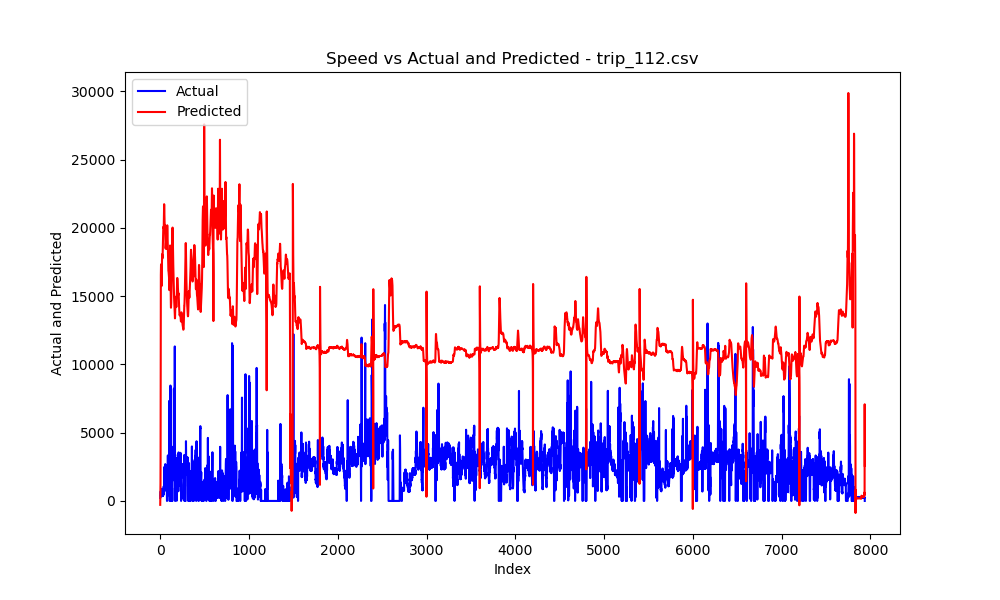 Speed vs Actual and Predicted - trip_112.csv
Actual
Predicted
30000
25000
20000
15000
10000
5000
0
Actual and Predicted
0 1000 2000 3000 4000 5000 6000 7000 8000
Index